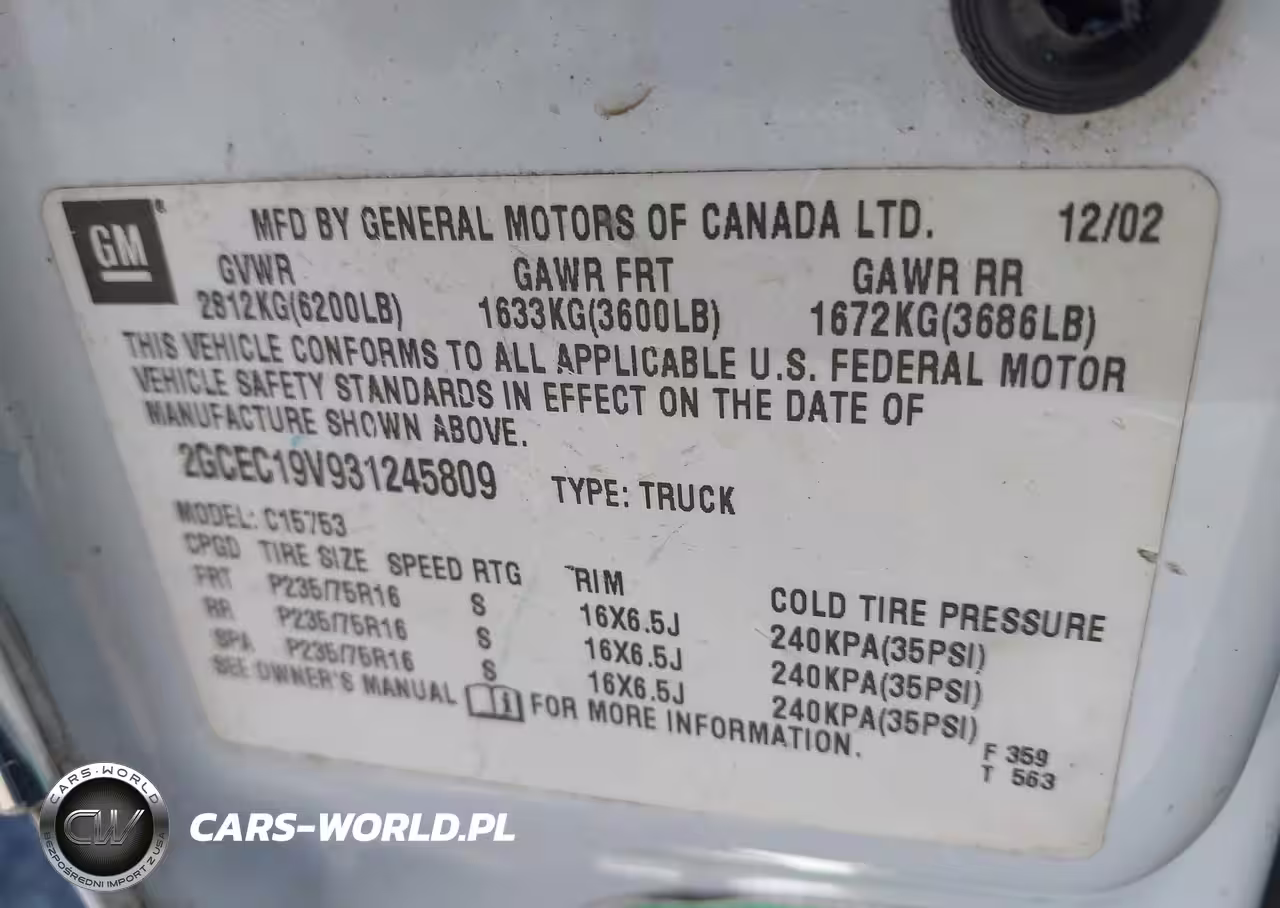 GM
MFD BY GENERAL MOTORS OF CANADA LTD. 12/02
GVWR GAWR FRT GAWR RR
2812KG(6200LB) 1633KG(3600LB) 1672KG(3686LB)
THIS VEHICLE CONFORMS TO ALL APPLICABLE U.S. FEDERAL MOTOR
VEHICLE SAFETY STANDARDS IN EFFECT ON THE DATE OF
MANUFACTURE SHOWN ABOVE.
2GCEC19V931245809 TYPE: TRUCK
MODEL: C15753
CPGD TIRE SIZE SPEED RTG RIM COLD TIRE PRESSURE
FRT P235/75R16 S 16X6.5J 240KPA(35PSI)
RR P235/75R16 S 16X6.5J 240KPA(35PSI)
SPA P235/75R16 S 16X6.5J 240KPA(35PSI)
SEE OWNER'S MANUAL FOR MORE INFORMATION.
F 359
T 563
CARS-WORLD
CW
BEZPOŚREDNI IMPORT Z USA
CARS-WORLD.PL